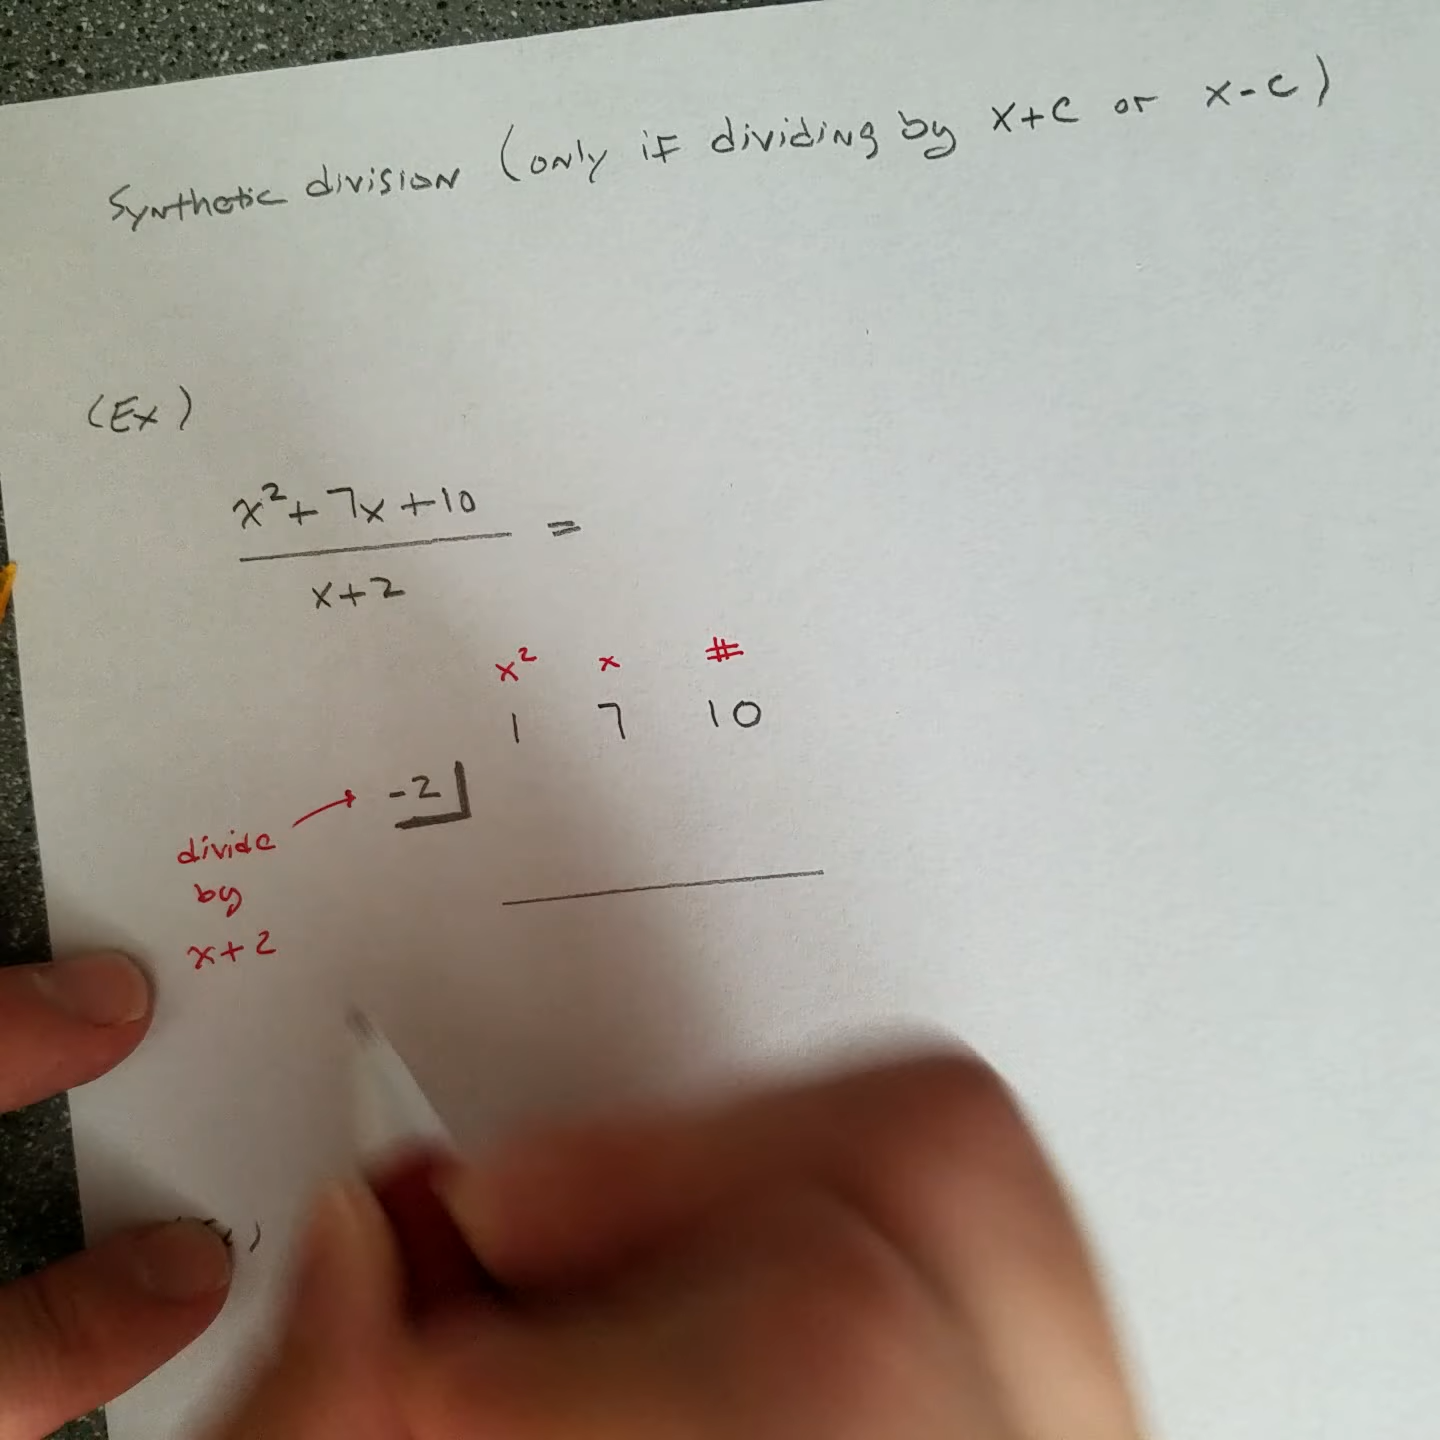 Synthetic division (only if dividing by x+c or x-c)
(Ex)
x²+7x+10
=
x+2
x² x #
1 7 10
-2
divide
by
x+2